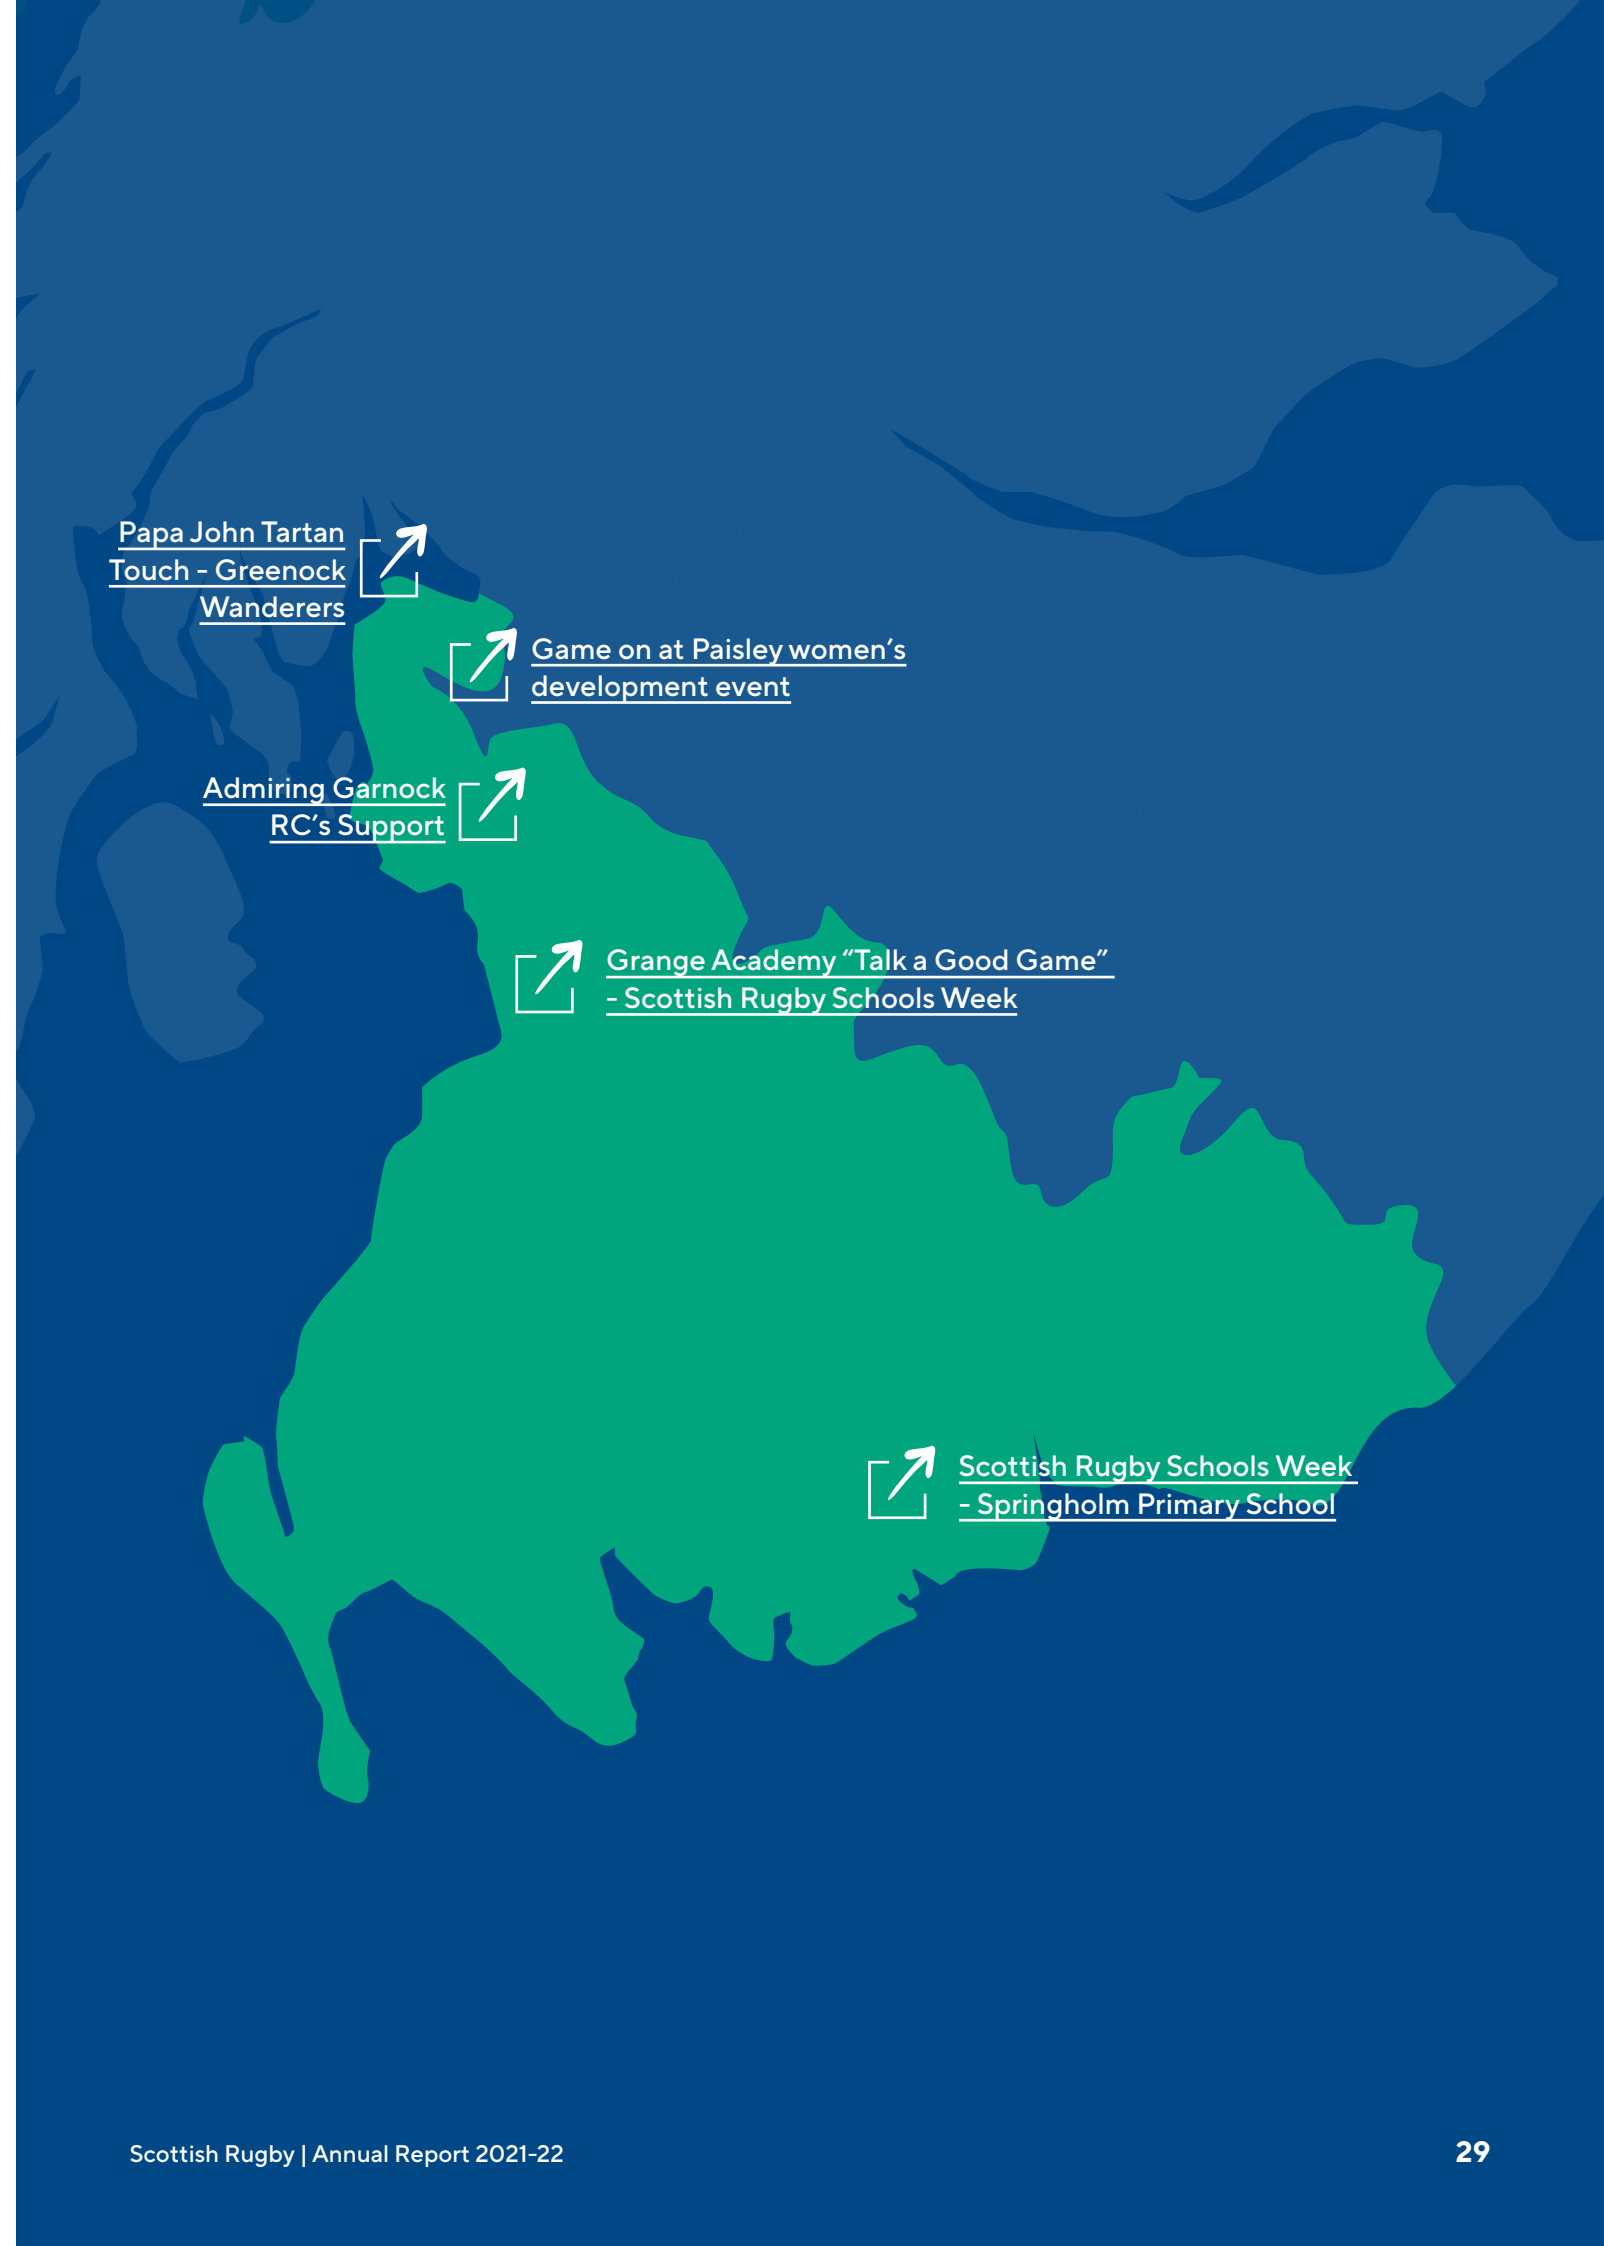 Papa John Tartan
Touch – Greenock
Wanderers
Game on at Paisley women’s
development event
Admiring Garnock
RC’s Support
Grange Academy “Talk a Good Game”
– Scottish Rugby Schools Week
Scottish Rugby Schools Week
– Springholm Primary School
Scottish Rugby | Annual Report 2021-22
29